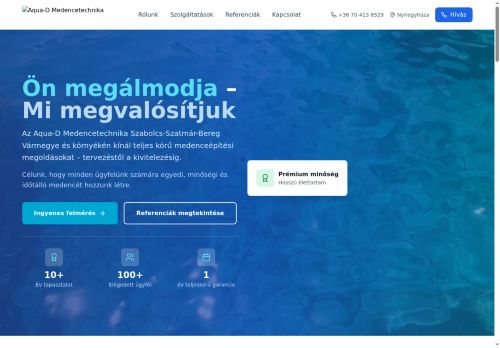 Aqua-D Medencetechnika
Rólunk
Szolgáltatások
Referenciák
Kapcsolat
+36 70 413 8529
Nyíregyháza
Hívás
Ön megálmodja –
Mi megvalósítjuk
Az Aqua-D Medencetechnika Szabolcs-Szatmár-Bereg
Vármegye és környékén kínál teljes körű medenceépítési
megoldásokat – tervezéstől a kivitelezésig.
Célunk, hogy minden ügyfelünk számára egyedi, minőségi és
időtálló medencét hozzunk létre.
Prémium minőség
Hosszú élettartam
Ingyenes felmérés →
Referenciák megtekintése
10+
Év tapasztalat
100+
Elégedett ügyfél
1
év teljeskörű garancia